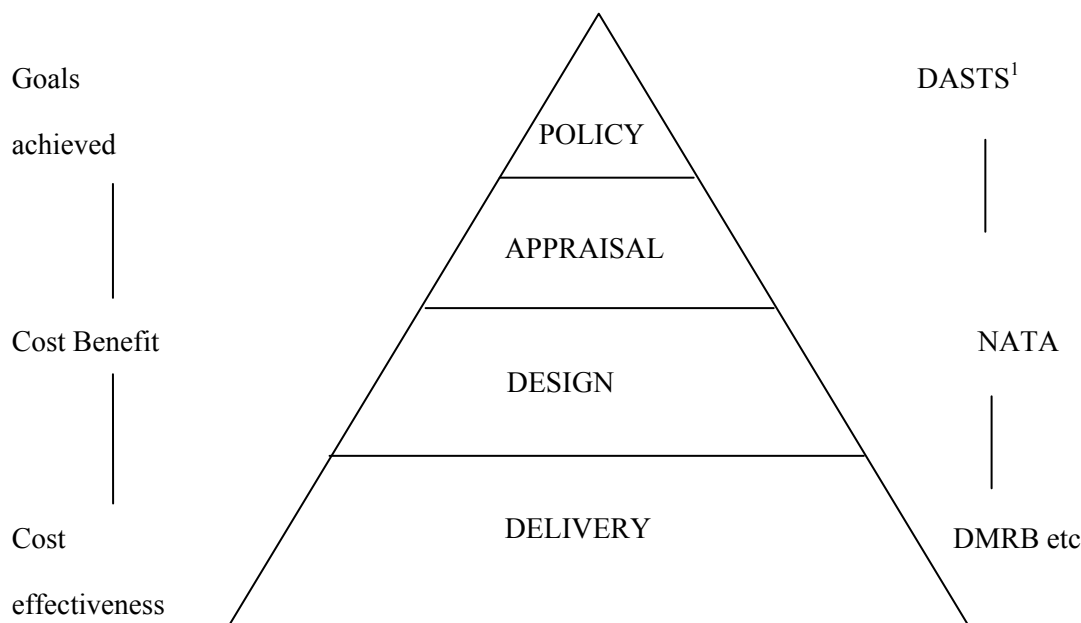 Goals
achieved
DASTS¹
POLICY
APPRAISAL
Cost Benefit
NATA
DESIGN
Cost
effectiveness
DELIVERY
DMRB etc